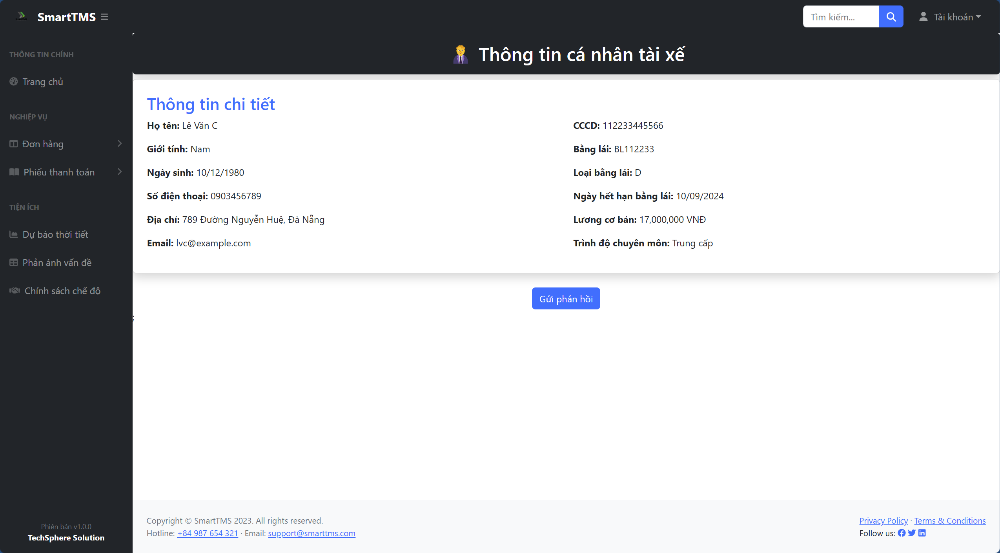 SmartTMS
Tìm kiếm...
Tài khoản
THÔNG TIN CHÍNH
Trang chủ
NGHIỆP VỤ
Đơn hàng
Phiếu thanh toán
TIỆN ÍCH
Dự báo thời tiết
Phản ánh vấn đề
Chính sách chế độ
Phiên bản v1.0.0
TechSphere Solution
Thông tin cá nhân tài xế
Thông tin chi tiết
Họ tên: Lê Văn C
Giới tính: Nam
Ngày sinh: 10/12/1980
Số điện thoại: 0903456789
Địa chỉ: 789 Đường Nguyễn Huệ, Đà Nẵng
Email: lvc@example.com
CCCD: 112233445566
Bằng lái: BL112233
Loại bằng lái: D
Ngày hết hạn bằng lái: 10/09/2024
Lương cơ bản: 17,000,000 VNĐ
Trình độ chuyên môn: Trung cấp
Gửi phản hồi
;
Copyright © SmartTMS 2023. All rights reserved.
Hotline: +84 987 654 321 · Email: support@smarttms.com
Privacy Policy · Terms & Conditions
Follow us: